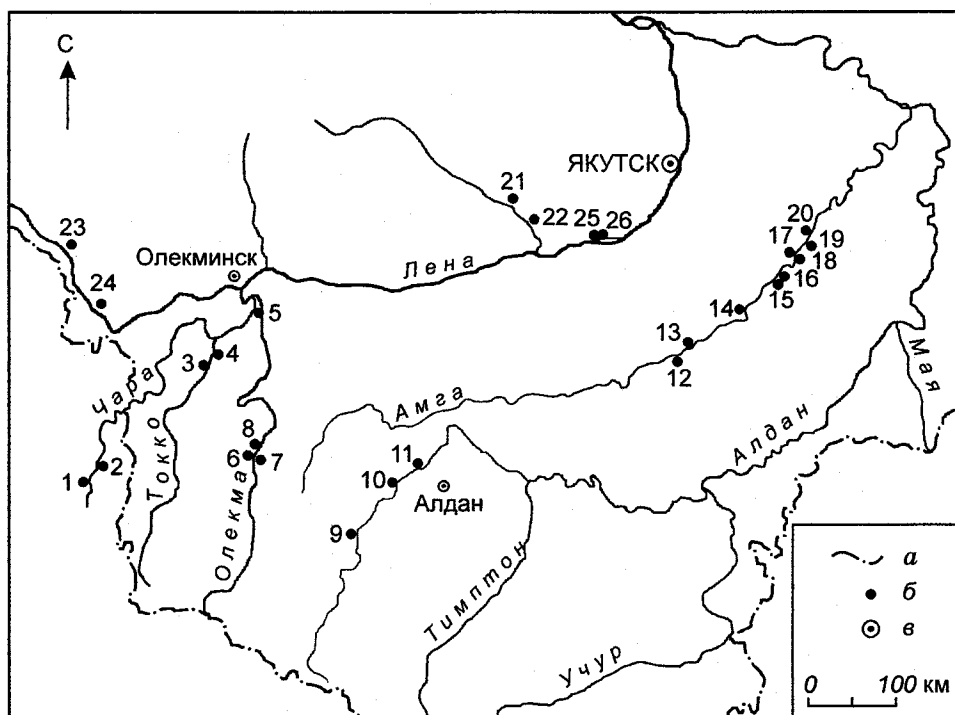 С
ЯКУТСК
21
22
25
26
23
20
17
19
18
Олекминск
Лена
24
16
15
5
14
13
4
3
12
Чара
Мая
Амга
Алдан
8
11
2
6
7
1
10
Токко
Олекма
Алдан
9
Тимптон
а
б
в
Учур
0 100 км